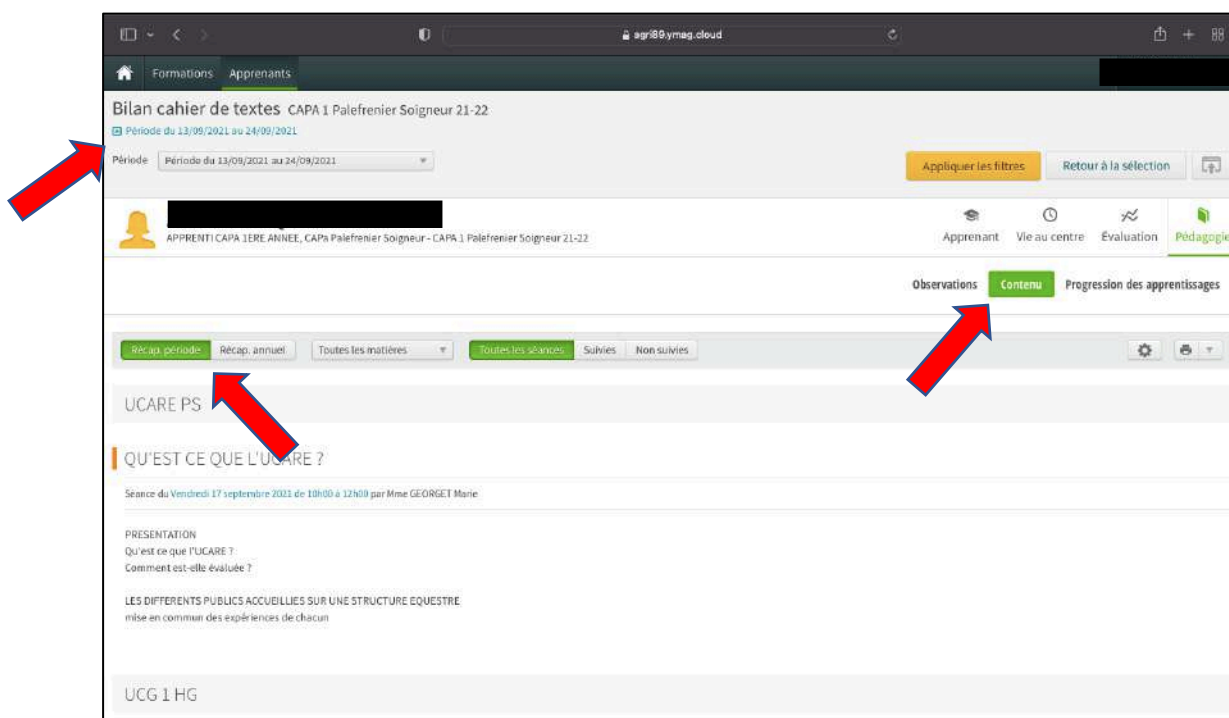 agri89.ymag.cloud
Formations Apprenants
Bilan cahier de textes CAPA 1 Palefrenier Soigneur 21-22
Période du 13/09/2021 au 24/09/2021
Période Période du 13/09/2021 au 24/09/2021
Appliquer les filtres Retour à la sélection
APPRENTI CAPA 1ERE ANNEE, CAPa Palefrenier Soigneur - CAPA 1 Palefrenier Soigneur 21-22
Apprenant Vie au centre Évaluation Pédagogie
Observations Contenu Progression des apprentissages
Récap. période Récap. annuel Toutes les matières Toutes les séances Suivies Non suivies
UCARE PS
QU'EST CE QUE L'UCARE ?
Séance du Vendredi 17 septembre 2021 de 10h00 à 12h00 par Mme GEORGET Marie
PRESENTATION
Qu'est ce que l'UCARE ?
Comment est-elle évaluée ?
LES DIFFERENTS PUBLICS ACCUEILLIES SUR UNE STRUCTURE EQUESTRE
mise en commun des expériences de chacun
UCG 1 HG